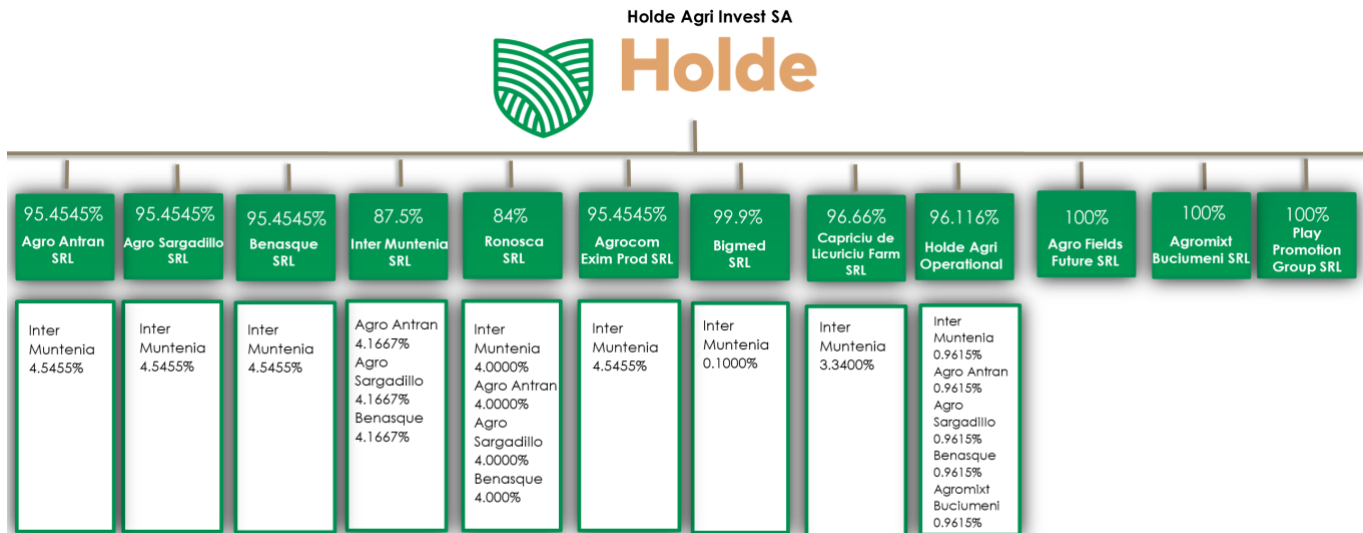 Holde Agri Invest SA
Holde
95.4545%
Agro Antran
SRL
95.4545%
Agro Sargadillo
SRL
95.4545%
Benasque
SRL
87.5%
Inter Muntenia
SRL
84%
Ronosca
SRL
95.4545%
Agrocom
Exim Prod SRL
99.9%
Bigmed
SRL
96.66%
Capriciu de
Licuriciu Farm
SRL
96.116%
Holde Agri
Operational
100%
Agro Fields
Future SRL
100%
Agromixt
Buciumeni SRL
100%
Play
Promotion
Group SRL
Inter
Muntenia
4.5455%
Inter
Muntenia
4.5455%
Inter
Muntenia
4.5455%
Agro Antran
4.1667%
Agro
Sargadillo
4.1667%
Benasque
4.1667%
Inter
Muntenia
4.0000%
Agro Antran
4.0000%
Agro
Sargadillo
4.0000%
Benasque
4.000%
Inter
Muntenia
4.5455%
Inter
Muntenia
0.1000%
Inter
Muntenia
3.3400%
Inter
Muntenia
0.9615%
Agro Antran
0.9615%
Agro
Sargadillo
0.9615%
Benasque
0.9615%
Agromixt
Buciumeni
0.9615%